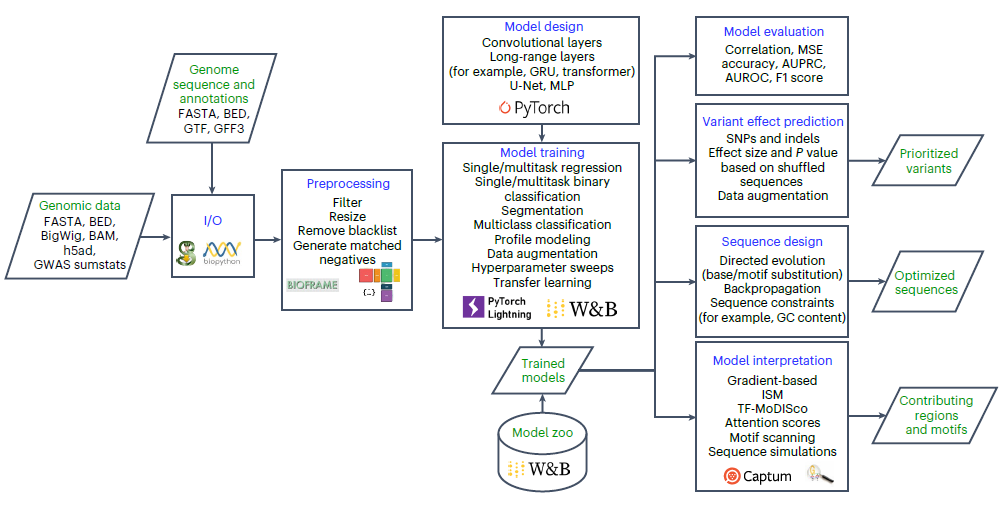 Genome
sequence and
annotations
FASTA, BED,
GTF, GFF3
Genomic data
FASTA, BED,
BigWig, BAM,
h5ad,
GWAS sumstats
I/O
biopython
Preprocessing
Filter
Resize
Remove blacklist
Generate matched
negatives
BIOFRAME
{...}
Model design
Convolutional layers
Long-range layers
(for example, GRU, transformer)
U-Net, MLP
PyTorch
Model training
Single/multitask regression
Single/multitask binary
classification
Segmentation
Multiclass classification
Profile modeling
Data augmentation
Hyperparameter sweeps
Transfer learning
PyTorch
Lightning
W&B
Trained
models
Model zoo
W&B
Model evaluation
Correlation, MSE
accuracy, AUPRC,
AUROC, F1 score
Variant effect prediction
SNPs and indels
Effect size and P value
based on shuffled
sequences
Data augmentation
Prioritized
variants
Sequence design
Directed evolution
(base/motif substitution)
Backpropagation
Sequence constraints
(for example, GC content)
Optimized
sequences
Model interpretation
Gradient-based
ISM
TF-MoDISco
Attention scores
Motif scanning
Sequence simulations
Captum
Contributing
regions
and motifs